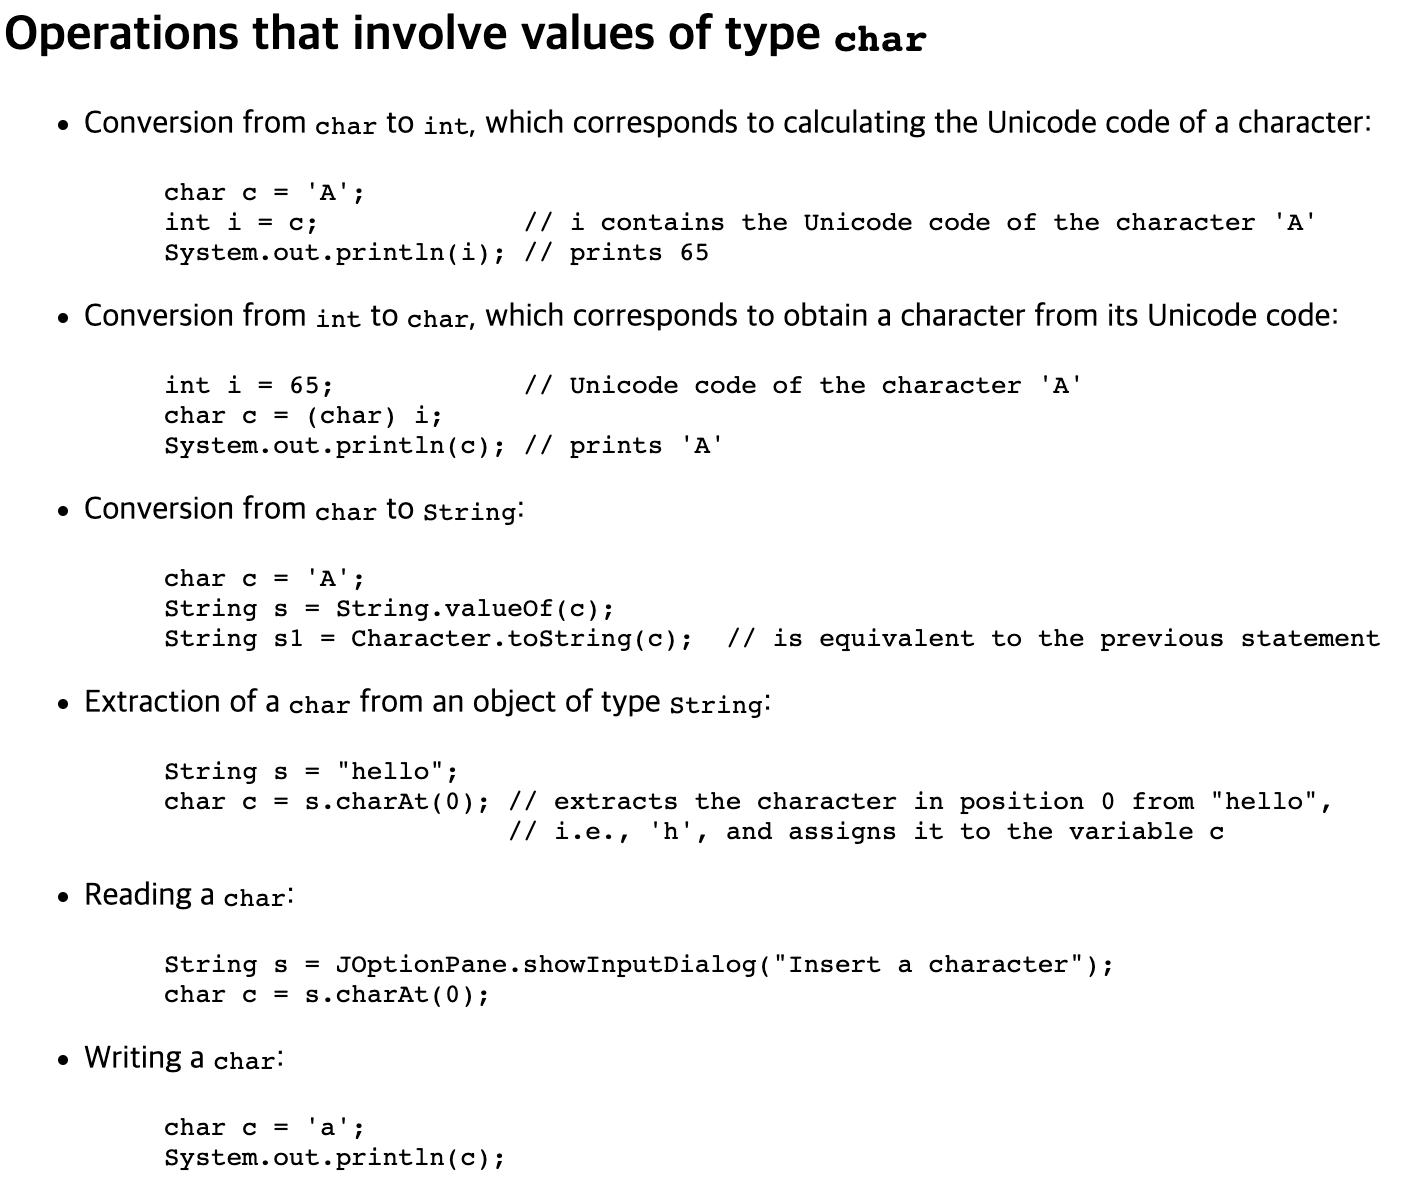 Operations that involve values of type char
• Conversion from char to int, which corresponds to calculating the Unicode code of a character:
char c = 'A';
int i = c;             // i contains the Unicode code of the character 'A'
System.out.println(i); // prints 65
• Conversion from int to char, which corresponds to obtain a character from its Unicode code:
int i = 65;            // Unicode code of the character 'A'
char c = (char) i;
System.out.println(c); // prints 'A'
• Conversion from char to String:
char c = 'A';
String s = String.valueOf(c);
String s1 = Character.toString(c);  // is equivalent to the previous statement
• Extraction of a char from an object of type String:
String s = "hello";
char c = s.charAt(0); // extracts the character in position 0 from "hello",
                      // i.e., 'h', and assigns it to the variable c
• Reading a char:
String s = JOptionPane.showInputDialog("Insert a character");
char c = s.charAt(0);
• Writing a char:
char c = 'a';
System.out.println(c);